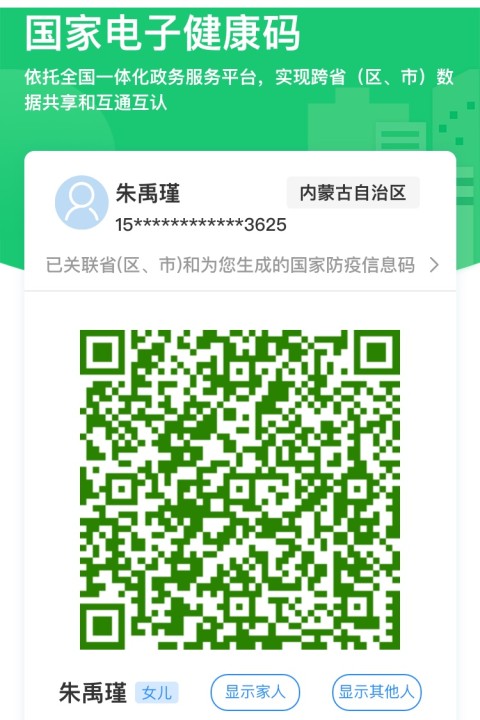 国家电子健康码
依托全国一体化政务服务平台，实现跨省（区、市）数
据共享和互通互认
朱禹瑾
内蒙古自治区
15************3625
已关联省(区、市)和为您生成的国家防疫信息码
朱禹瑾 女儿 显示家人 显示其他人